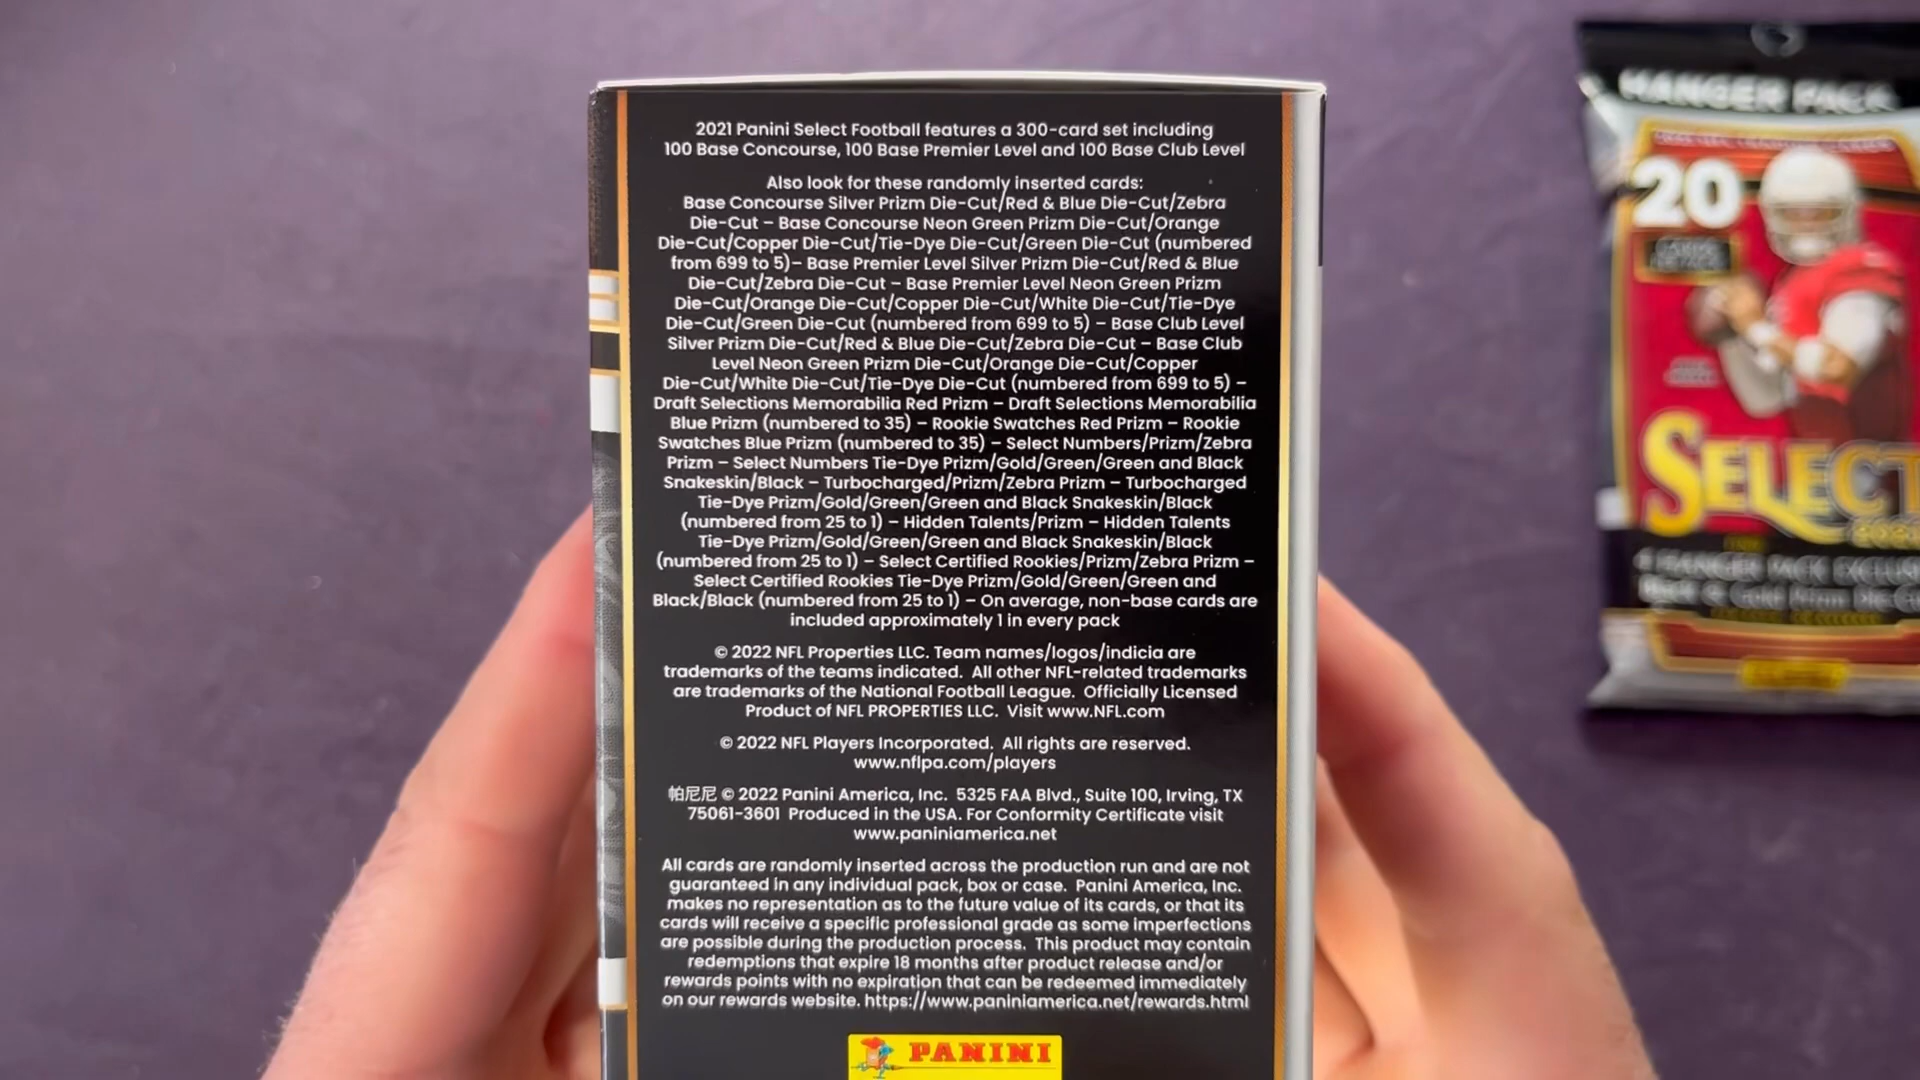 2021 Panini Select Football features a 300-card set including
100 Base Concourse, 100 Base Premier Level and 100 Base Club Level
Also look for these randomly inserted cards:
Base Concourse Silver Prizm Die-Cut/Red & Blue Die-Cut/Zebra
Die-Cut – Base Concourse Neon Green Prizm Die-Cut/Orange
Die-Cut/Copper Die-Cut/Tie-Dye Die-Cut/Green Die-Cut (numbered
from 699 to 5)– Base Premier Level Silver Prizm Die-Cut/Red & Blue
Die-Cut/Zebra Die-Cut – Base Premier Level Neon Green Prizm
Die-Cut/Orange Die-Cut/Copper Die-Cut/White Die-Cut/Tie-Dye
Die-Cut/Green Die-Cut (numbered from 699 to 5) – Base Club Level
Silver Prizm Die-Cut/Red & Blue Die-Cut/Zebra Die-Cut – Base Club
Level Neon Green Prizm Die-Cut/Orange Die-Cut/Copper
Die-Cut/White Die-Cut/Tie-Dye Die-Cut (numbered from 699 to 5) –
Draft Selections Memorabilia Red Prizm – Draft Selections Memorabilia
Blue Prizm (numbered to 35) – Rookie Swatches Red Prizm – Rookie
Swatches Blue Prizm (numbered to 35) – Select Numbers/Prizm/Zebra
Prizm – Select Numbers Tie-Dye Prizm/Gold/Green/Green and Black
Snakeskin/Black – Turbocharged/Prizm/Zebra Prizm – Turbocharged
Tie-Dye Prizm/Gold/Green/Green and Black Snakeskin/Black
(numbered from 25 to 1) – Hidden Talents/Prizm – Hidden Talents
Tie-Dye Prizm/Gold/Green/Green and Black Snakeskin/Black
(numbered from 25 to 1) – Select Certified Rookies/Prizm/Zebra Prizm –
Select Certified Rookies Tie-Dye Prizm/Gold/Green/Green and
Black/Black (numbered from 25 to 1) – On average, non-base cards are
included approximately 1 in every pack
© 2022 NFL Properties LLC. Team names/logos/indicia are
trademarks of the teams indicated. All other NFL-related trademarks
are trademarks of the National Football League. Officially Licensed
Product of NFL PROPERTIES LLC. Visit www.NFL.com
© 2022 NFL Players Incorporated. All rights are reserved.
www.nflpa.com/players
帕尼尼 © 2022 Panini America, Inc. 5325 FAA Blvd., Suite 100, Irving, TX
75061-3601 Produced in the USA. For Conformity Certificate visit
www.paniniamerica.net
All cards are randomly inserted across the production run and are not
guaranteed in any individual pack, box or case. Panini America, Inc.
makes no representation as to the future value of its cards, or that its
cards will receive a specific professional grade as some imperfections
are possible during the production process. This product may contain
redemptions that expire 18 months after product release and/or
rewards points with no expiration that can be redeemed immediately
on our rewards website. https://www.paniniamerica.net/rewards.html
PANINI
HANGER PACK
20
SELECT